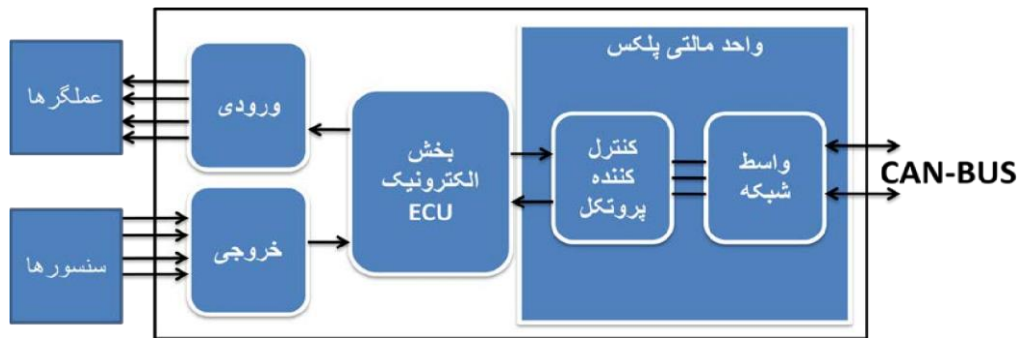 واحد مالتی پلکس
عملگرها
ورودی
بخش
الکترونیک
ECU
کنترل
کننده
پروتکل
واسط
شبکه
CAN-BUS
سنسورها
خروجی